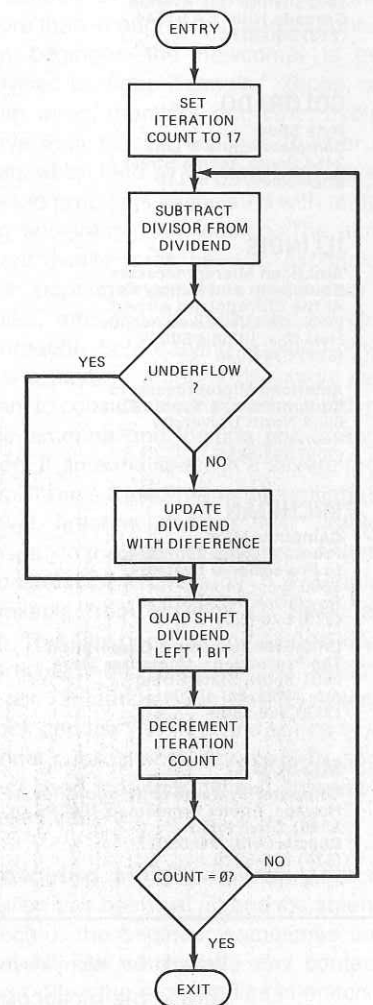 ENTRY
SET
ITERATION
COUNT TO 17
SUBTRACT
DIVISOR FROM
DIVIDEND
YES
UNDERFLOW
?
NO
UPDATE
DIVIDEND
WITH DIFFERENCE
QUAD SHIFT
DIVIDEND
LEFT 1 BIT
DECREMENT
ITERATION
COUNT
COUNT = 0?
NO
YES
EXIT